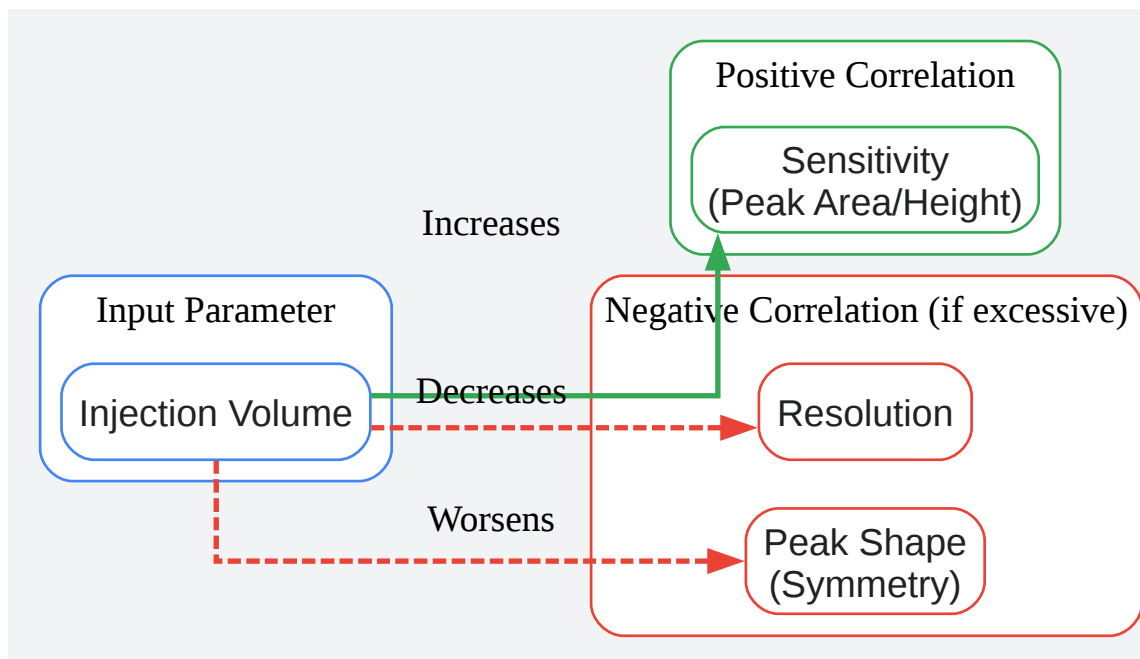 Positive Correlation
Sensitivity
(Peak Area/Height)
Increases
Input Parameter
Negative Correlation (if excessive)
Decreases
Injection Volume
Resolution
Worsens
Peak Shape
(Symmetry)